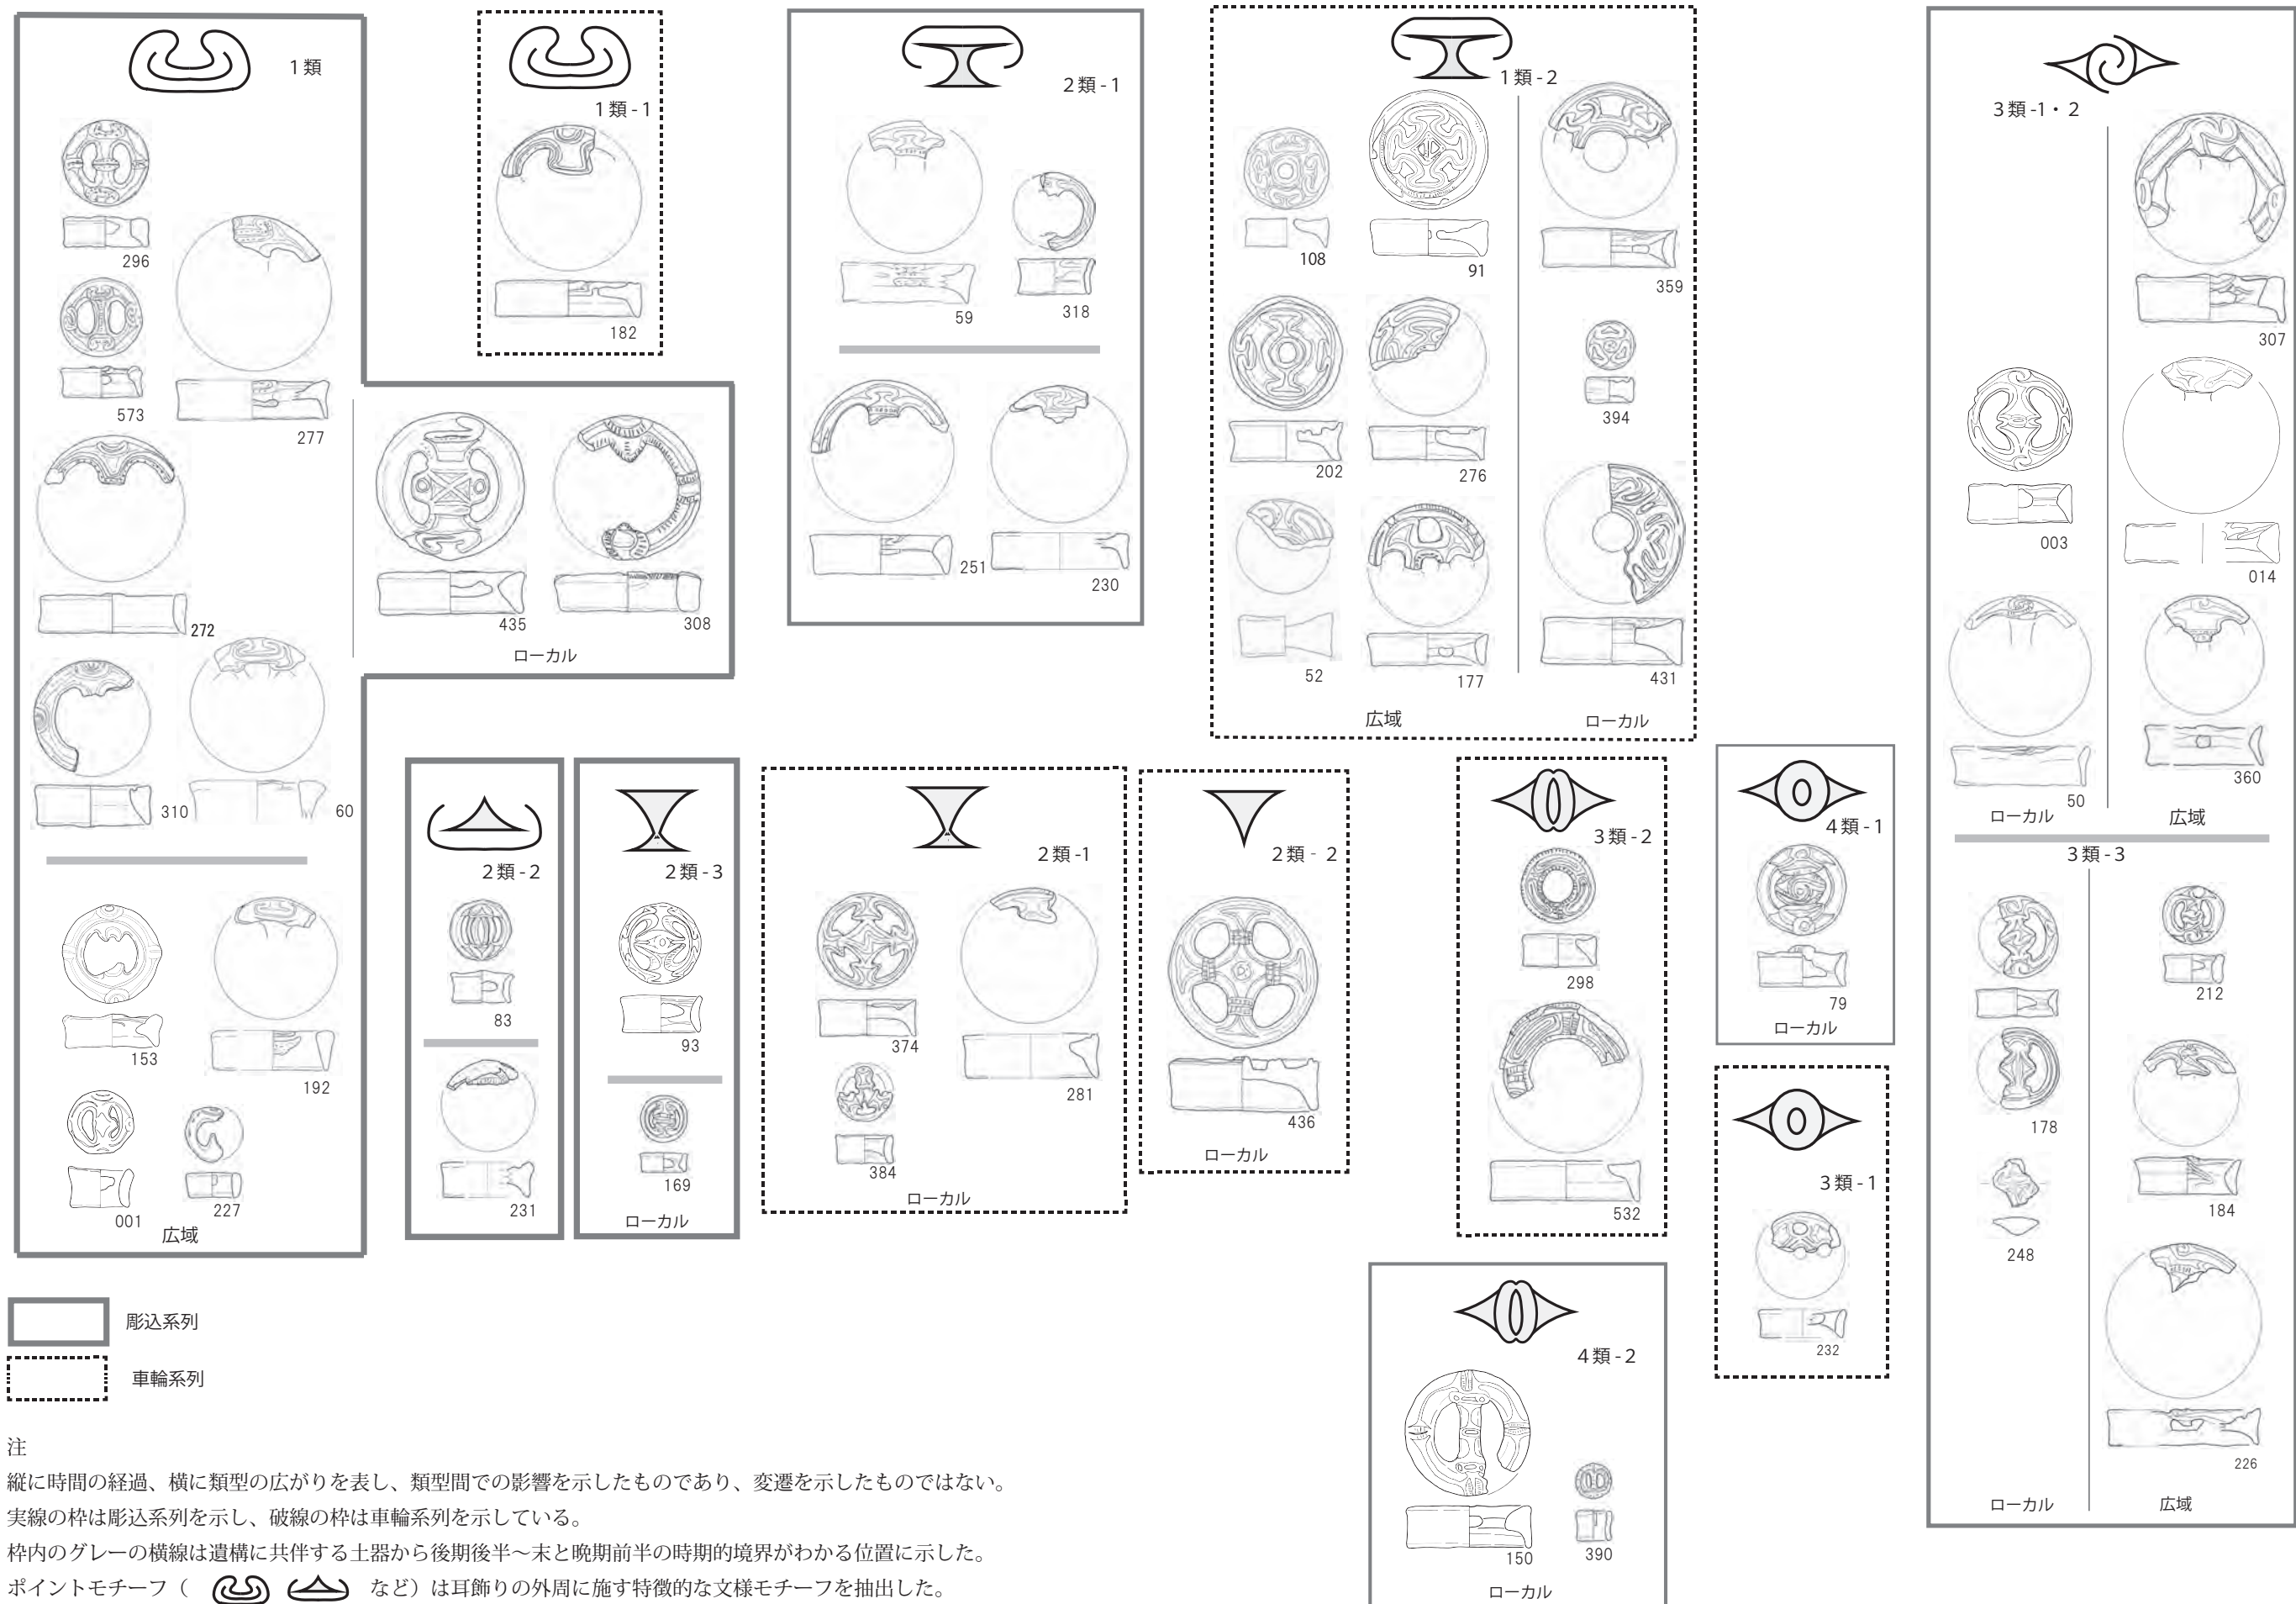 1類
296
573
277
272
310
60
435
308
ローカル
153
192
001
227
広域
1類-1
182
2類-1
59
318
251
230
1類-2
108
91
359
202
276
394
52
177
431
広域
ローカル
3類-1・2
307
003
014
50
360
ローカル
広域
3類-3
178
212
248
184
226
ローカル
広域
2類-2
83
231
2類-3
93
169
ローカル
2類-1
374
281
384
ローカル
2類‐2
436
ローカル
3類-2
298
532
4類-1
79
ローカル
3類-1
232
4類-2
150
390
ローカル
彫込系列
車輪系列
注
縦に時間の経過、横に類型の広がりを表し、類型間での影響を示したものであり、変遷を示したものではない。
実線の枠は彫込系列を示し、破線の枠は車輪系列を示している。
枠内のグレーの横線は遺構に共伴する土器から後期後半～末と晩期前半の時期的境界がわかる位置に示した。
ポイントモチーフ（ など）は耳飾りの外周に施す特徴的な文様モチーフを抽出した。